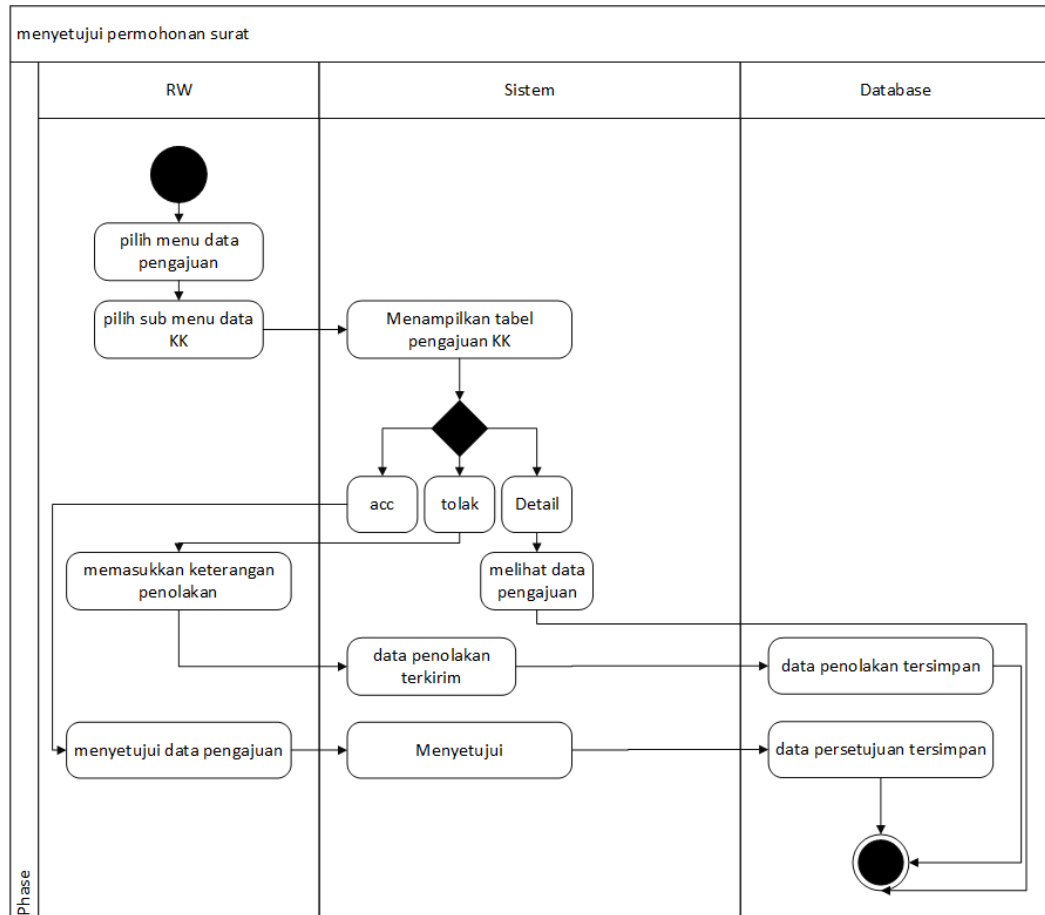 menyetujui permohonan surat
RW
Sistem
Database
pilih menu data
pengajuan
pilih sub menu data
KK
Menampilkan tabel
pengajuan KK
acc
tolak
Detail
memasukkan keterangan
penolakan
melihat data
pengajuan
data penolakan
terkirim
data penolakan tersimpan
menyetujui data pengajuan
Menyetujui
data persetujuan tersimpan
Phase